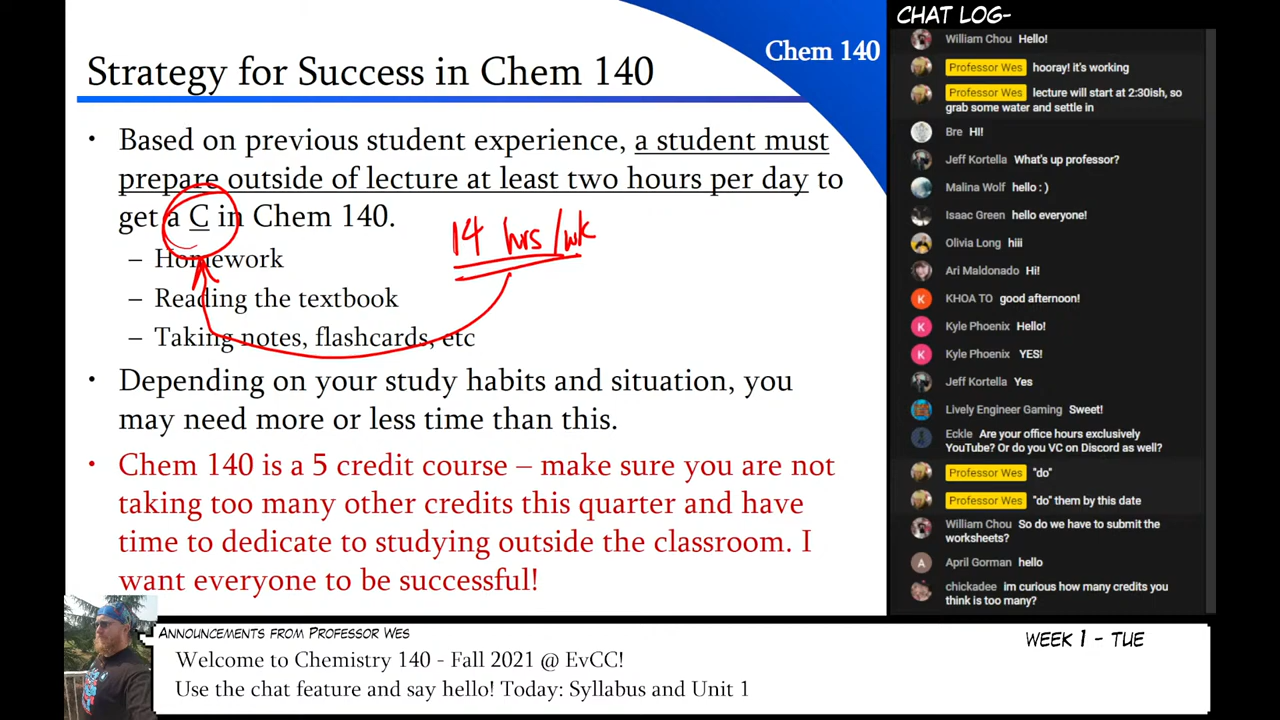 Chem 140
Strategy for Success in Chem 140
• Based on previous student experience, a student must
prepare outside of lecture at least two hours per day to
get a C in Chem 140.
14 hrs/wk
– Homework
– Reading the textbook
– Taking notes, flashcards, etc
• Depending on your study habits and situation, you
may need more or less time than this.
• Chem 140 is a 5 credit course – make sure you are not
taking too many other credits this quarter and have
time to dedicate to studying outside the classroom. I
want everyone to be successful!
CHAT LOG-
William Chou Hello!
Professor Wes hooray! it's working
Professor Wes lecture will start at 2:30ish, so
grab some water and settle in
Bre HI!
Jeff Kortella What's up professor?
Malina Wolf hello : )
Isaac Green hello everyone!
Olivia Long hiii
Ari Maldonado Hi!
K KHOA TO good afternoon!
K Kyle Phoenix Hello!
K Kyle Phoenix YES!
Jeff Kortella Yes
Lively Engineer Gaming Sweet!
Eckle Are your office hours exclusively
YouTube? Or do you VC on Discord as well?
Professor Wes "do"
Professor Wes "do" them by this date
William Chou So do we have to submit the
worksheets?
A April Gorman hello
chickadee im curious how many credits you
think is too many?
ANNOUNCEMENTS FROM PROFESSOR WES
WEEK 1 - TUE
Welcome to Chemistry 140 - Fall 2021 @ EvCC!
Use the chat feature and say hello! Today: Syllabus and Unit 1